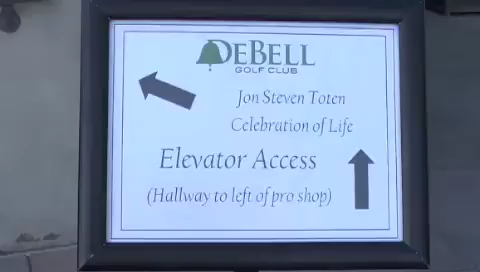 DEBELL
GOLF CLUB
Jon Steven Toten
Celebration of Life
Elevator Access
(Hallway to left of pro shop)